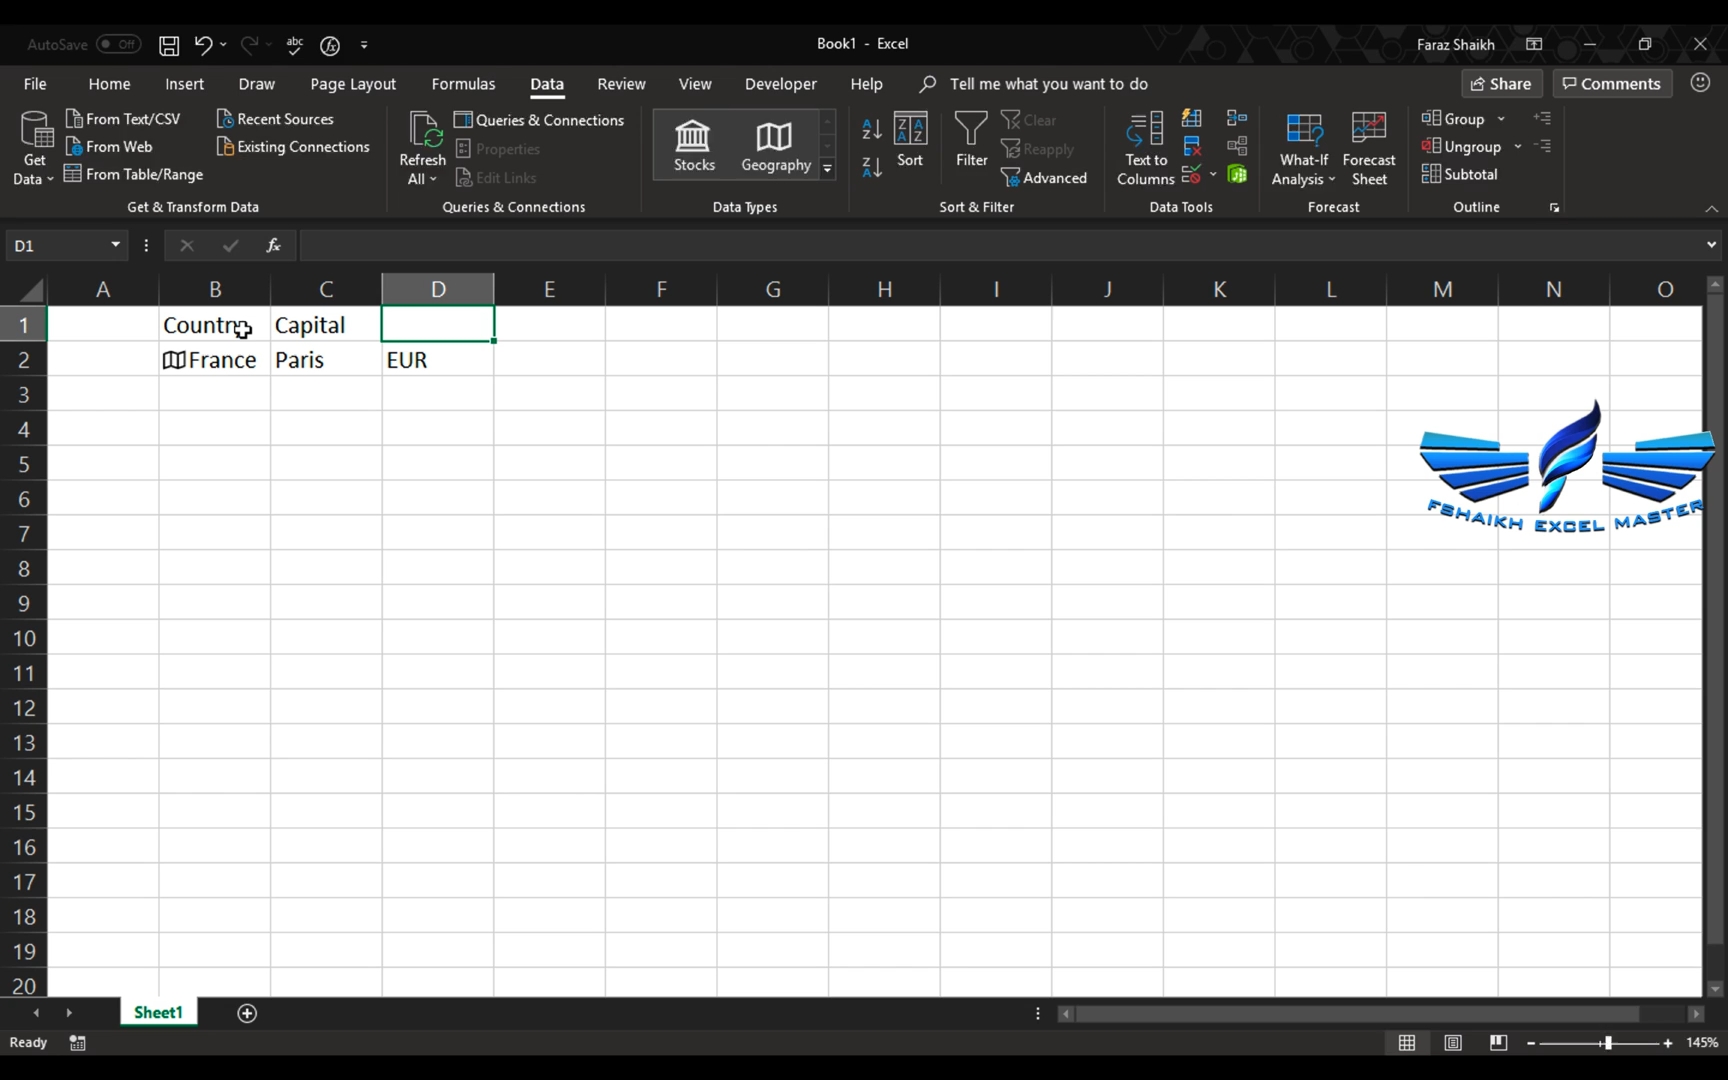 AutoSave Off
Book1 - Excel
Faraz Shaikh
File Home Insert Draw Page Layout Formulas Data Review View Developer Help Tell me what you want to do Share Comments
Get Data
From Text/CSV
From Web
From Table/Range
Recent Sources
Existing Connections
Get & Transform Data
Refresh All
Queries & Connections
Properties
Edit Links
Queries & Connections
Stocks
Geography
Data Types
Sort
Filter
Clear
Reapply
Advanced
Sort & Filter
Text to Columns
Data Tools
What-If Analysis
Forecast Sheet
Forecast
Group
Ungroup
Subtotal
Outline
D1
fx
A B C D E F G H I J K L M N O
1 Country Capital
2 France Paris EUR
3
4
5
6
7
8
9
10
11
12
13
14
15
16
17
18
19
20
FSHAIKH EXCEL MASTER
Sheet1
Ready
145%